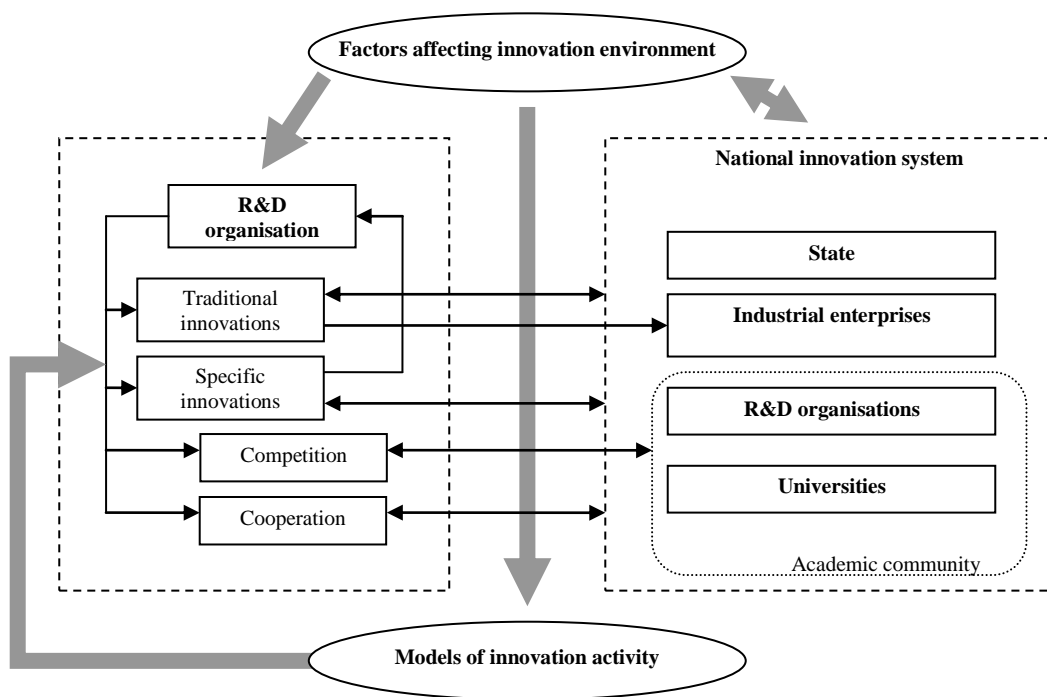 Factors affecting innovation environment
National innovation system
R&D
organisation
State
Traditional
innovations
Industrial enterprises
Specific
innovations
R&D organisations
Competition
Universities
Cooperation
Academic community
Models of innovation activity